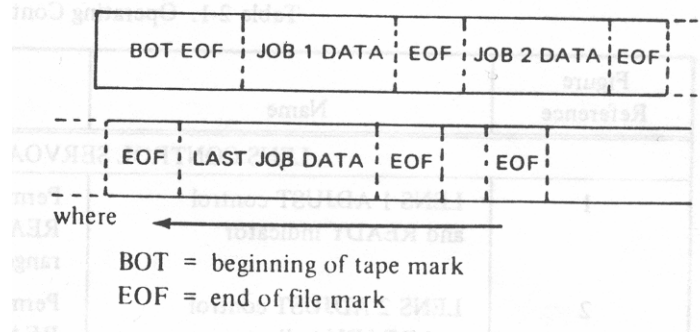 BOT EOF JOB 1 DATA EOF JOB 2 DATA EOF
EOF LAST JOB DATA EOF EOF
where
BOT = beginning of tape mark
EOF = end of file mark